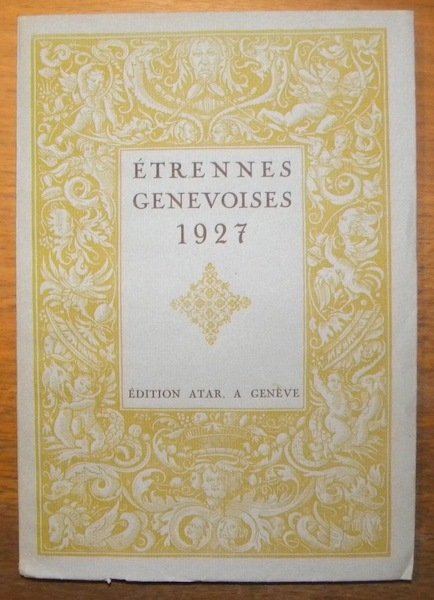 ÉTRENNES
GENEVOISES
1927
ÉDITION ATAR, A GENÈVE